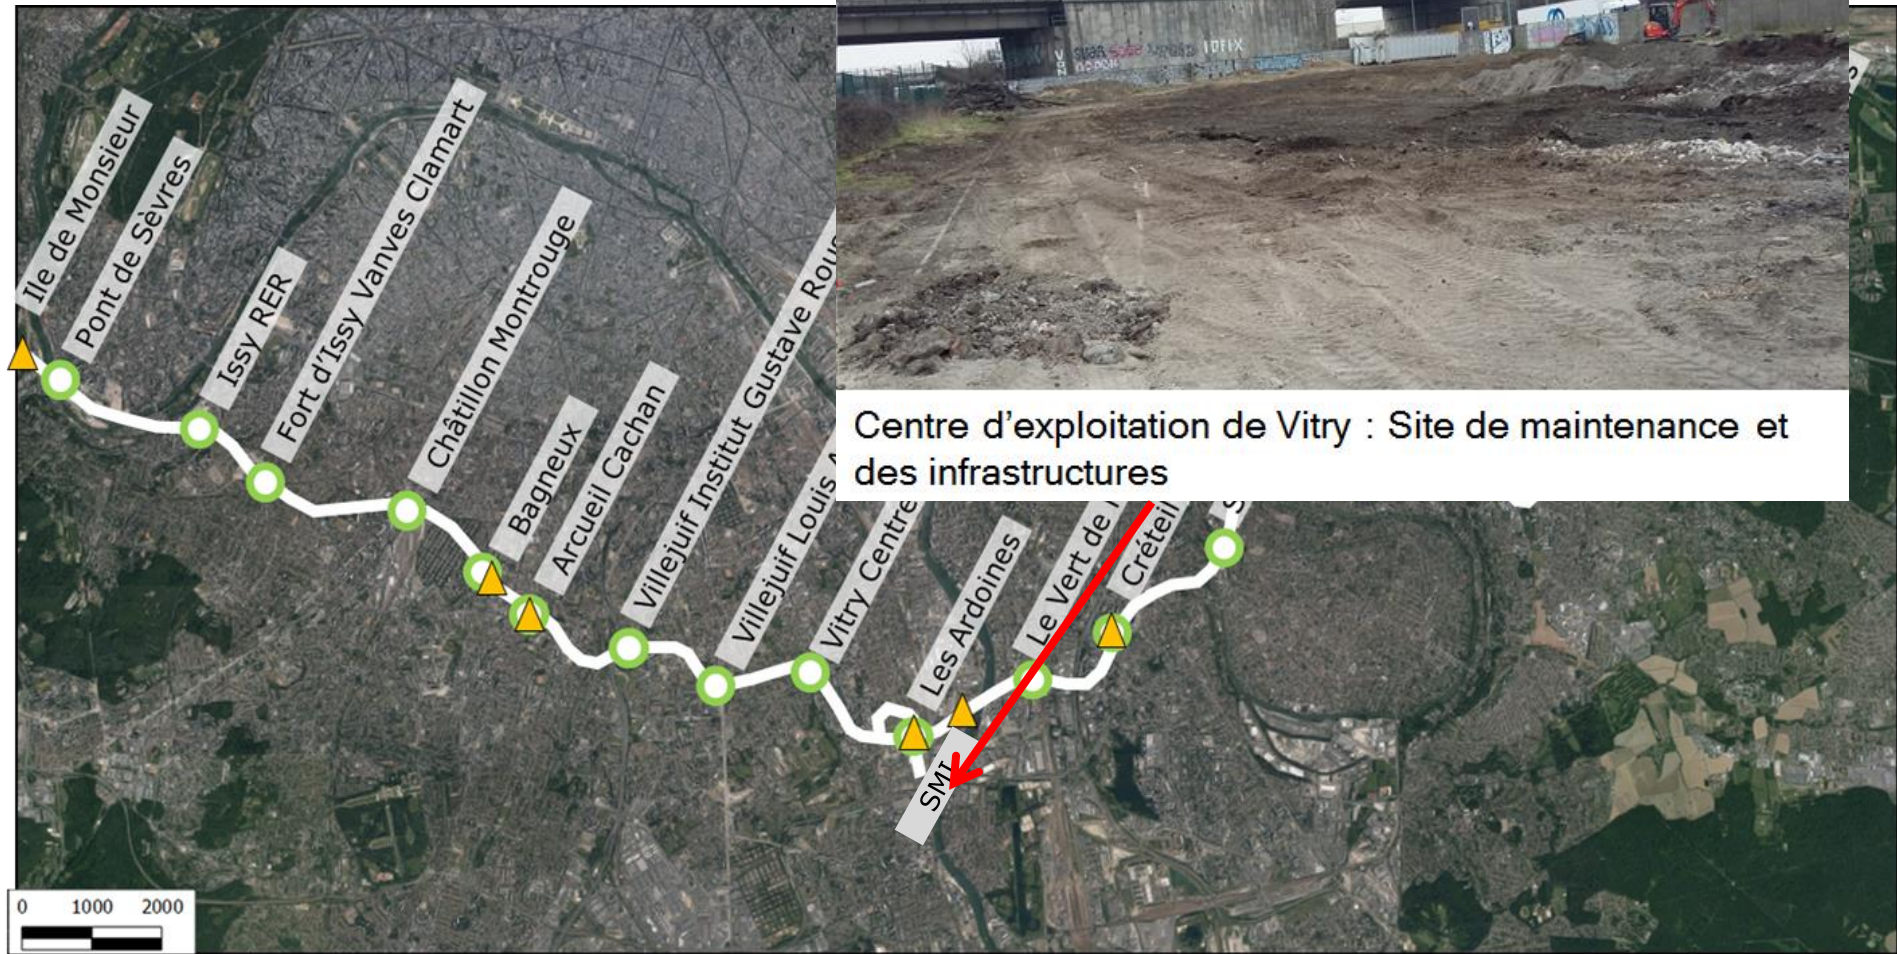 IDFIX
Ile de Monsieur
Pont de Sèvres
Issy RER
Fort d'Issy Vanves Clamart
Châtillon Montrouge
Bagneux
Arcueil Cachan
Villejuif Institut Gustave
Villejuif Louis
Vitry Centre
Les Ardoines
Le Vert de
Créteil
SMI
Centre d'exploitation de Vitry : Site de maintenance et
des infrastructures
0 1000 2000